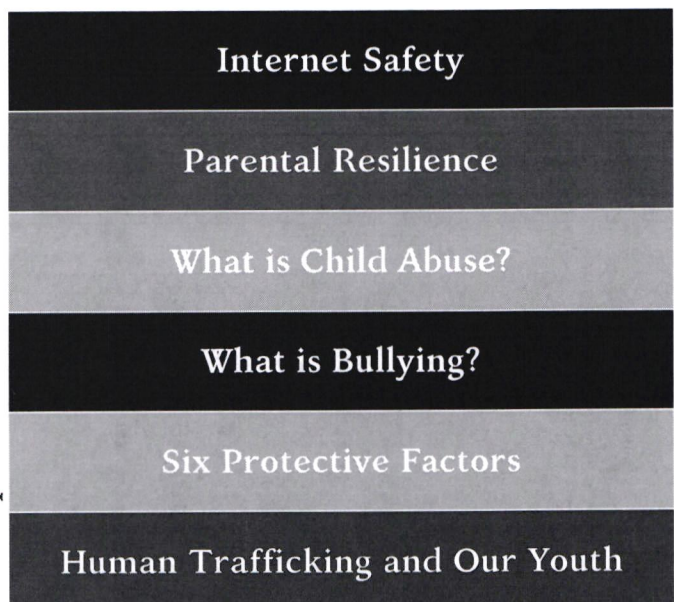 Internet Safety
Parental Resilience
What is Child Abuse?
What is Bullying?
Six Protective Factors
Human Trafficking and Our Youth